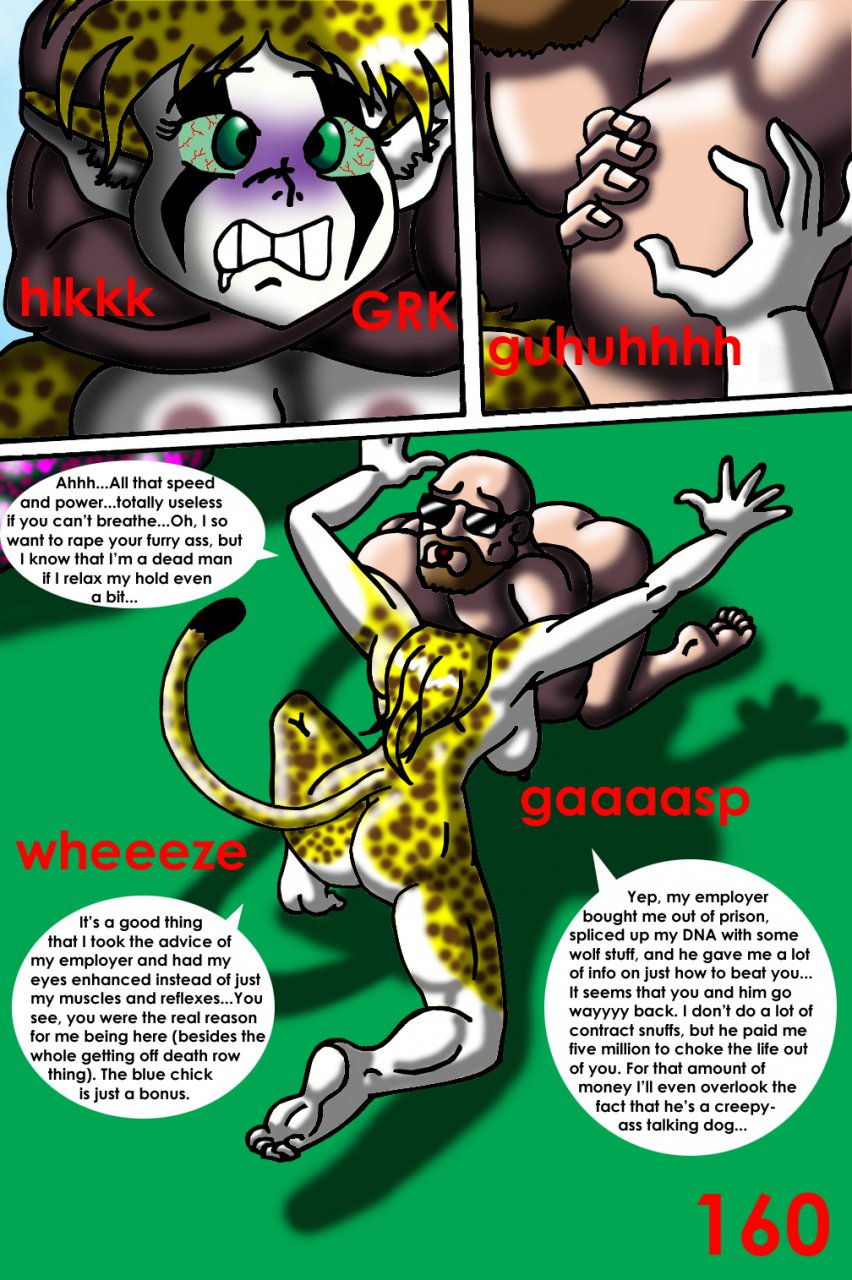 hlkkk
GRK
guhuhhhh
Ahhh...All that speed
and power...totally useless
if you can't breathe...Oh, I so
want to rape your furry ass, but
I know that I'm a dead man
if I relax my hold even
a bit...
gaaaasp
wheeeze
It's a good thing
that I took the advice of
my employer and had my
eyes enhanced instead of just
my muscles and reflexes...You
see, you were the real reason
for me being here (besides the
whole getting off death row
thing). The blue chick
is just a bonus.
Yep, my employer
bought me out of prison,
spliced up my DNA with some
wolf stuff, and he gave me a lot
of info on just how to beat you...
It seems that you and him go
wayyyy back. I don't do a lot of
contract snuffs, but he paid me
five million to choke the life out
of you. For that amount of
money I'll even overlook the
fact that he's a creepy-
ass talking dog...
160